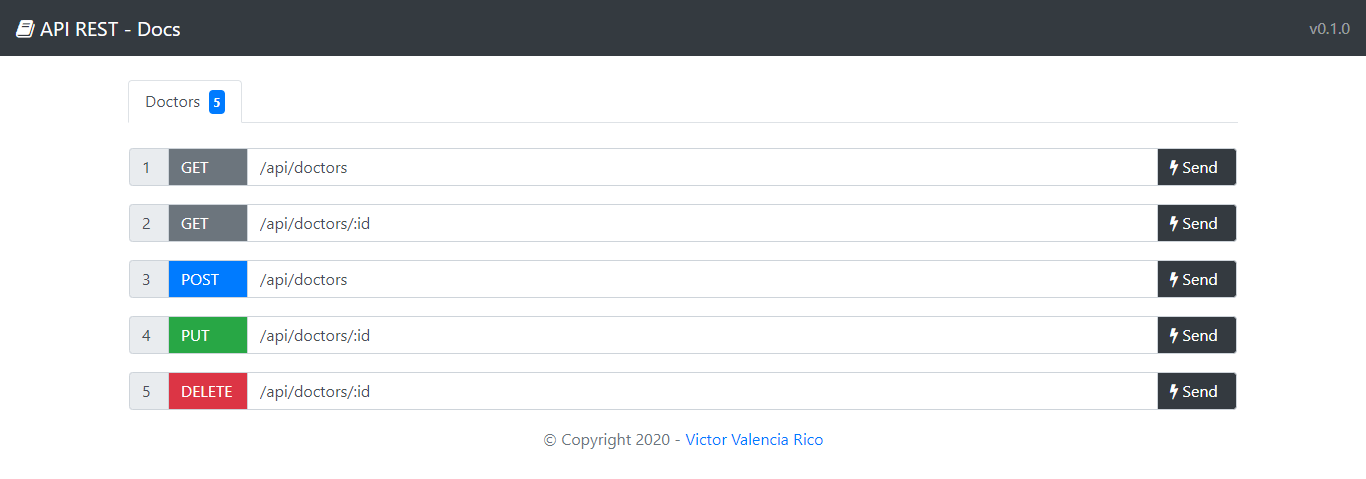 API REST - Docs v0.1.0
Doctors 5
1 GET /api/doctors Send
2 GET /api/doctors/:id Send
3 POST /api/doctors Send
4 PUT /api/doctors/:id Send
5 DELETE /api/doctors/:id Send
© Copyright 2020 - Victor Valencia Rico